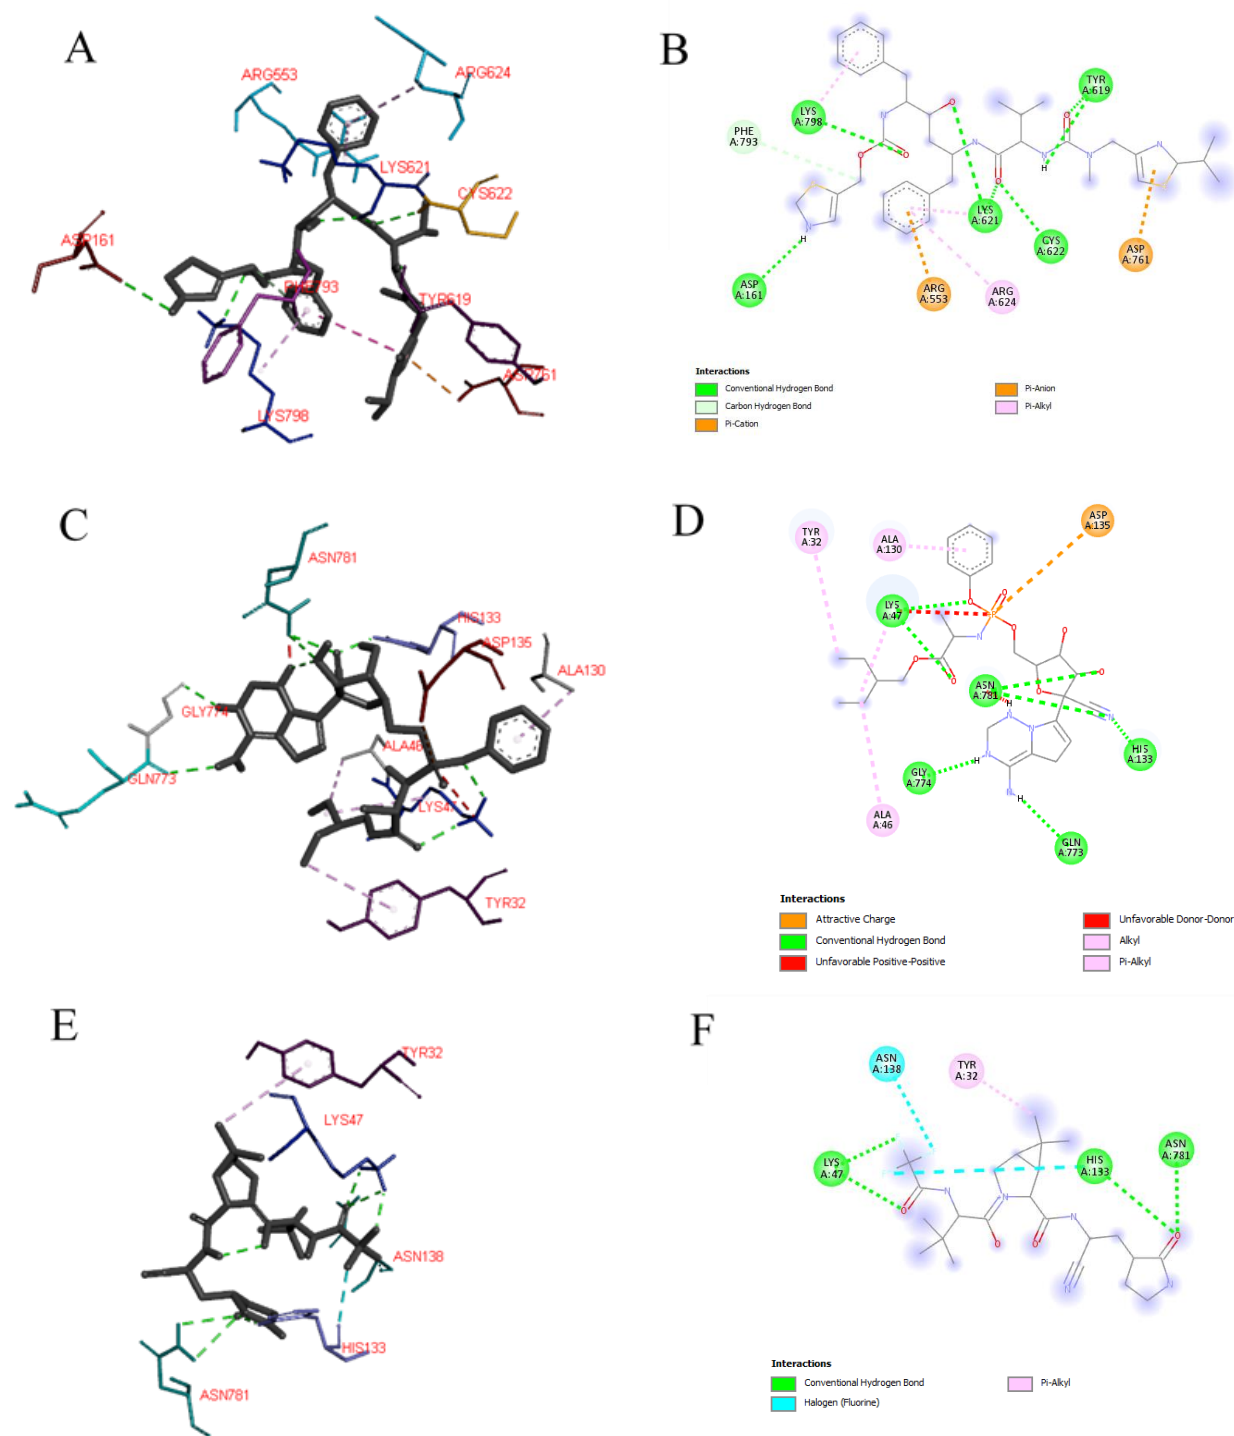 A
ARG553
ARG624
LYS621
CYS622
ASP161
PHE793
TYR619
ASP761
LYS798
B
TYR
A:619
LYS
A:798
PHE
A:793
LYS
A:621
CYS
A:622
ASP
A:761
ASP
A:161
ARG
A:553
ARG
A:624
Interactions
Conventional Hydrogen Bond
Carbon Hydrogen Bond
Pi-Cation
Pi-Anion
Pi-Alkyl
C
ASN781
HIS133
ASP135
ALA130
GLY774
GLN773
ALA46
LYS47
TYR32
D
TYR
A:32
ALA
A:130
ASP
A:135
LYS
A:47
ASN
A:781
HIS
A:133
GLY
A:774
ALA
A:46
GLN
A:773
Interactions
Attractive Charge
Conventional Hydrogen Bond
Unfavorable Positive-Positive
Unfavorable Donor-Donor
Alkyl
Pi-Alkyl
E
TYR32
LYS47
ASN138
HIS133
ASN781
F
ASN
A:138
TYR
A:32
LYS
A:47
HIS
A:133
ASN
A:781
Interactions
Conventional Hydrogen Bond
Halogen (Fluorine)
Pi-Alkyl